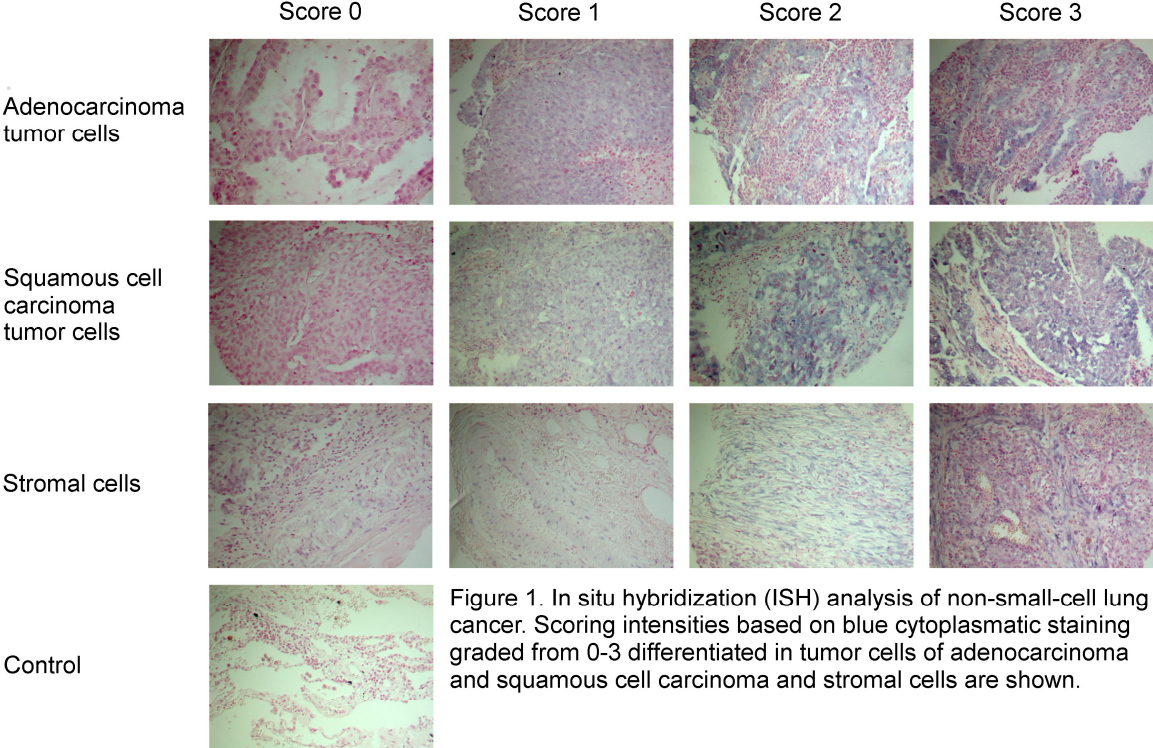 Score 0
Score 1
Score 2
Score 3
Adenocarcinoma
tumor cells
Squamous cell
carcinoma
tumor cells
Stromal cells
Control
Figure 1. In situ hybridization (ISH) analysis of non-small-cell lung
cancer. Scoring intensities based on blue cytoplasmatic staining
graded from 0-3 differentiated in tumor cells of adenocarcinoma
and squamous cell carcinoma and stromal cells are shown.